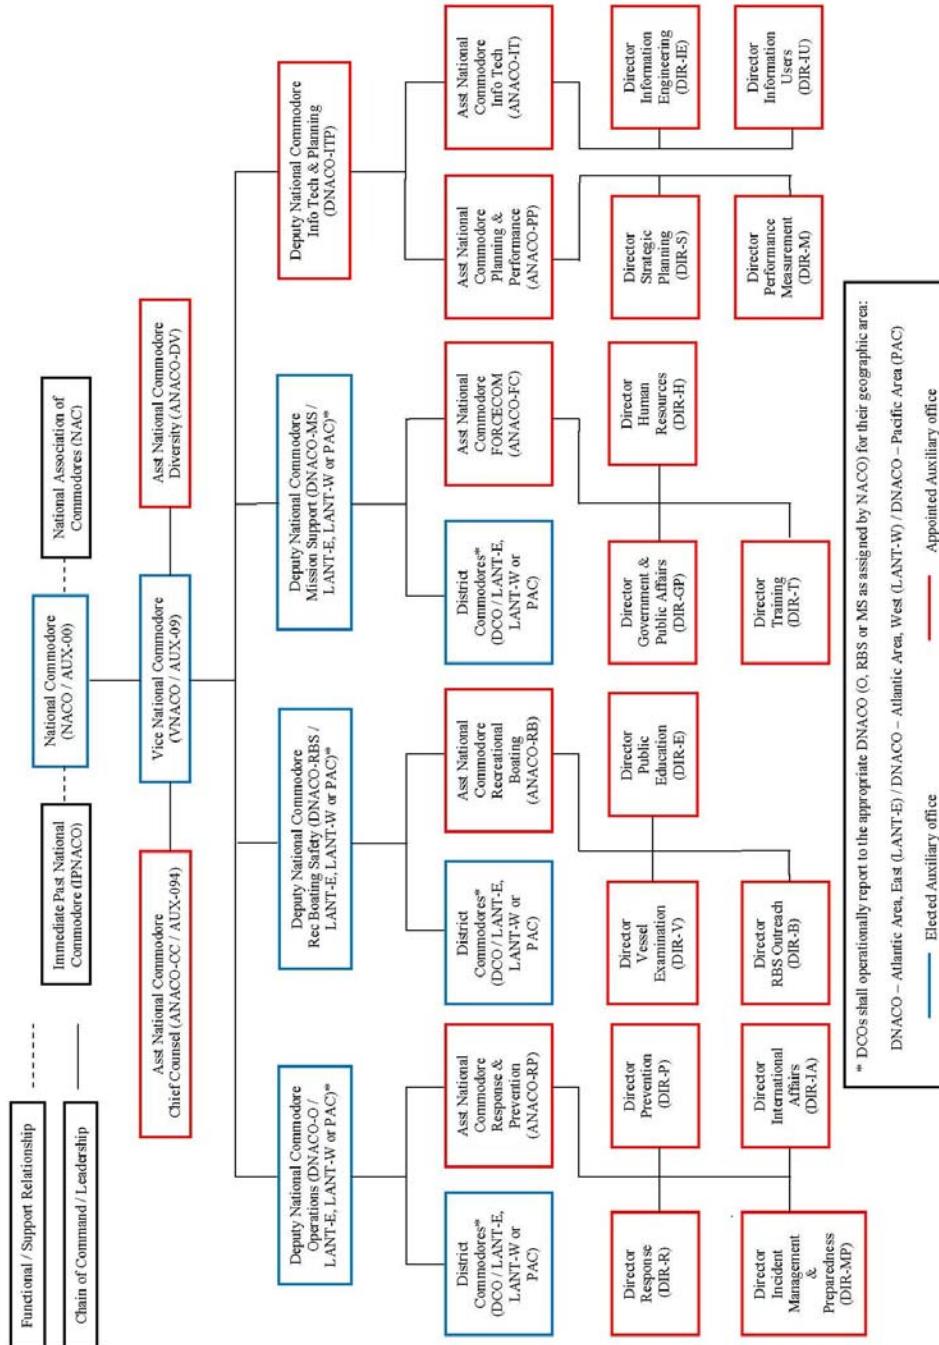 Functional / Support Relationship
Chain of Command / Leadership
Immediate Past National
Commodore (IPNACO)
National Commodore
(NACO / AUX-00)
National Association of
Commodores (NAC)
Asst National Commodore
Chief Counsel (ANACO-CC / AUX-094)
Vice National Commodore
(VNACO / AUX-09)
Asst National Commodore
Diversity (ANACO-DV)
Deputy National Commodore
Operations (DNACO-O /
LANT-E, LANT-W or PAC)*
Deputy National Commodore
Rec Boating Safety (DNACO-RBS /
LANT-E, LANT-W or PAC)*
Deputy National Commodore
Mission Support (DNACO-MS /
LANT-E, LANT-W or PAC)*
Deputy National Commodore
Info Tech & Planning
(DNACO-ITP)
District
Commodores*
(DCO / LANT-E,
LANT-W or
PAC)
Asst National
Commodore
Response &
Prevention
(ANACO-RP)
District
Commodores*
(DCO / LANT-E,
LANT-W or
PAC)
Asst National
Commodore
Recreational
Boating
(ANACO-RB)
District
Commodores*
(DCO / LANT-E,
LANT-W or
PAC)
Asst National
Commodore
FORCECOM
(ANACO-FC)
Asst National
Commodore
Planning &
Performance
(ANACO-PP)
Asst National
Commodore
Info Tech
(ANACO-IT)
Director
Response
(DIR-R)
Director
Prevention
(DIR-P)
Director
Vessel
Examination
(DIR-V)
Director
Public
Education
(DIR-E)
Director
Government &
Public Affairs
(DIR-GP)
Director
Human
Resources
(DIR-H)
Director
Strategic
Planning
(DIR-S)
Director
Information
Engineering
(DIR-IE)
Director
Incident
Management
&
Preparedness
(DIR-MP)
Director
International
Affairs
(DIR-IA)
Director
RBS Outreach
(DIR-B)
Director
Training
(DIR-T)
Director
Performance
Measurement
(DIR-M)
Director
Information
Users
(DIR-IU)
* DCOs shall operationally report to the appropriate DNACO (O, RBS or MS as assigned by NACO) for their geographic area:
DNACO – Atlantic Area, East (LANT-E) / DNACO – Atlantic Area, West (LANT-W) / DNACO – Pacific Area (PAC)
Elected Auxiliary office
Appointed Auxiliary office